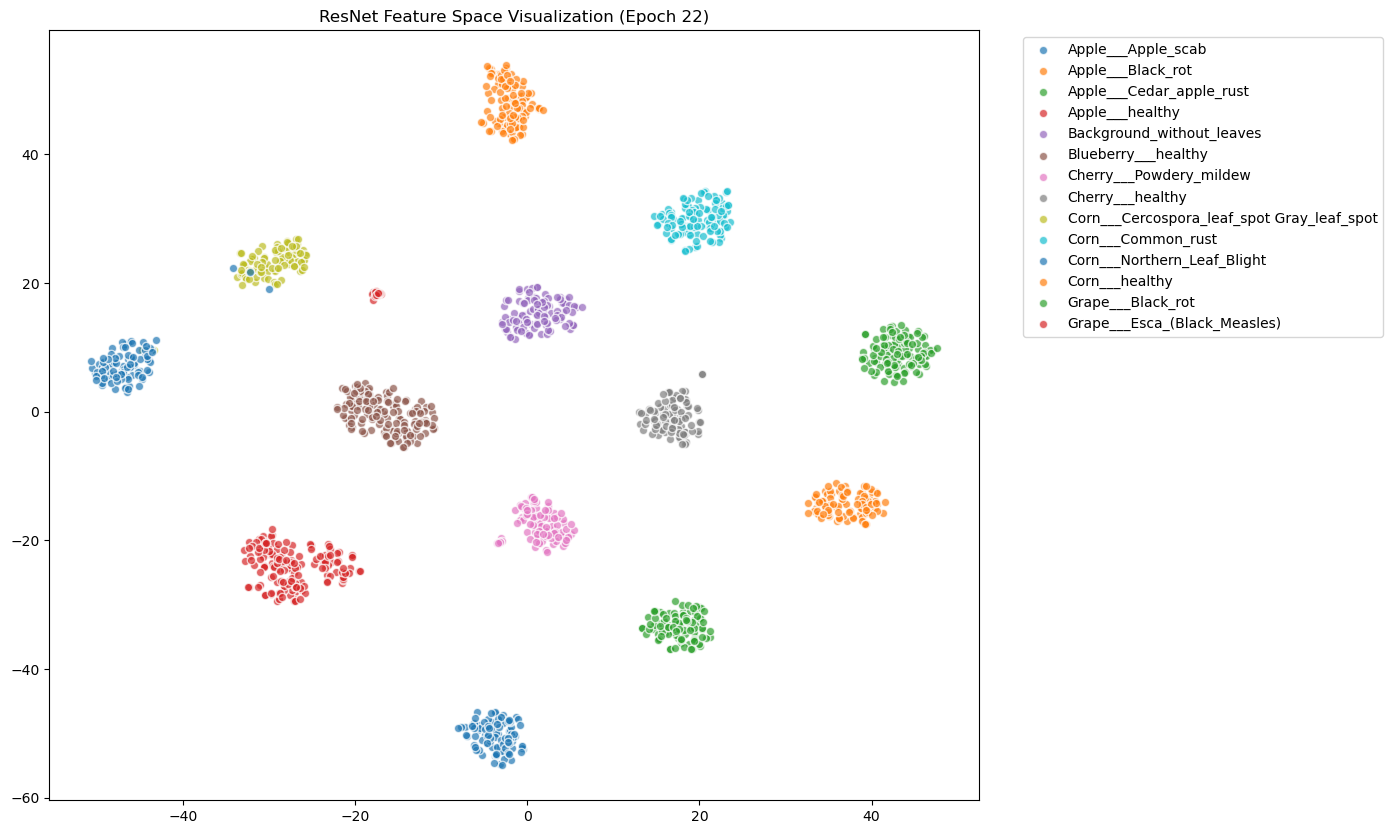 ResNet Feature Space Visualization (Epoch 22)
Apple___Apple_scab
Apple___Black_rot
Apple___Cedar_apple_rust
Apple___healthy
Background_without_leaves
Blueberry___healthy
Cherry___Powdery_mildew
Cherry___healthy
Corn___Cercospora_leaf_spot Gray_leaf_spot
Corn___Common_rust
Corn___Northern_Leaf_Blight
Corn___healthy
Grape___Black_rot
Grape___Esca_(Black_Measles)
40
20
0
−20
−40
−60
−40
−20
0
20
40